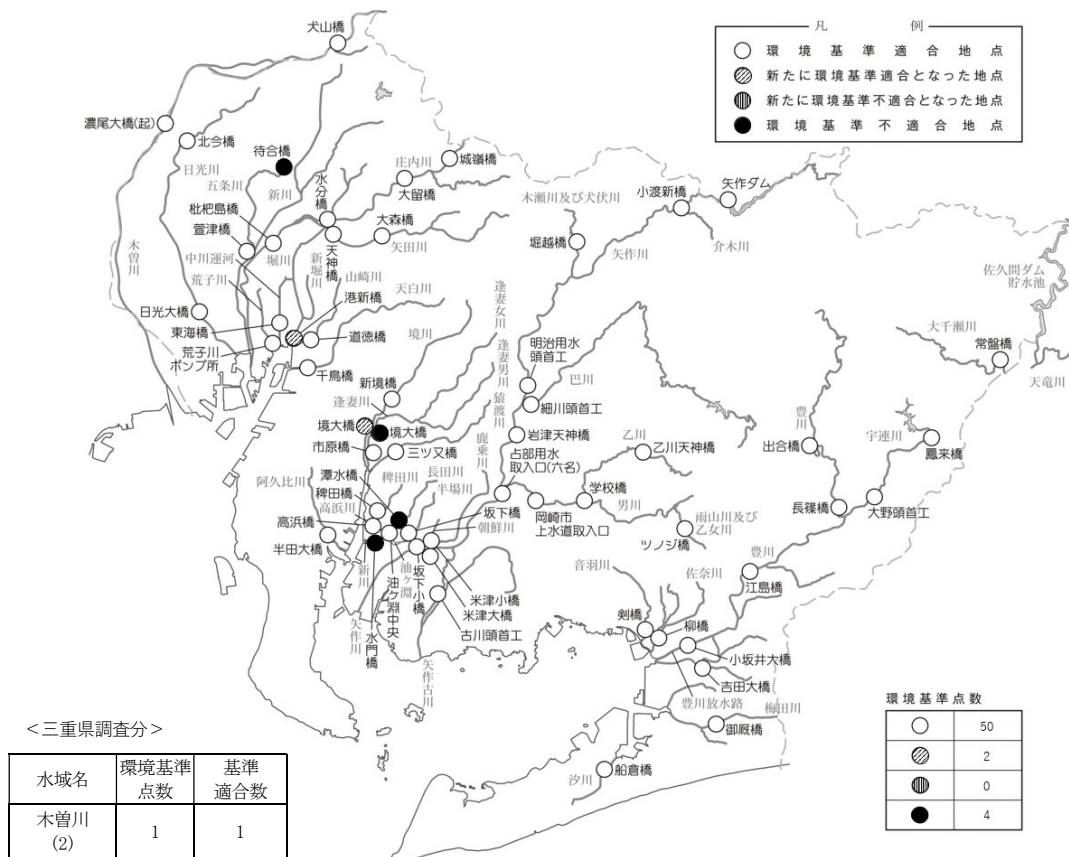 犬山橋
凡例
環境基準適合地点
新たに環境基準適合となった地点
新たに環境基準不適合となった地点
環境基準不適合地点
濃尾大橋(起)
北今橋
日光川
待合橋
五条川
新川
水分橋
庄内川
城嶺橋
大留橋
木瀬川及び犬伏川
小渡新橋
矢作ダム
枇杷島橋
萱津橋
大森橋
矢田川
堀越橋
矢作川
介木川
木曽川
中川運河
堀川
新堀川
天神橋
山崎川
荒子川
港新橋
天白川
逢妻女川
佐久間ダム
貯水池
日光大橋
東海橋
道徳橋
境川
逢妻男川
明治用水
頭首工
大千瀬川
常盤橋
荒子川
ポンプ所
千鳥橋
天竜川
新境橋
猿渡川
巴川
逢妻川
細川頭首工
豊川
境大橋
境大橋
岩津天神橋
乙川
宇連川
市原橋
三ツ又橋
鹿乗川
占部用水
取入口(六名)
乙川天神橋
出合橋
鳳来橋
潭水橋
長田川
阿久比川
稗田川
半場川
学校橋
稗田橋
坂下橋
男川
長篠橋
大野頭首工
高浜川
高浜橋
朝鮮川
岡崎市
上水道取入口
雨山川及び
乙女川
半田大橋
ツノジ橋
豊川
油ケ淵
新川
坂下小橋
音羽川
佐奈川
江島橋
油ケ淵中央
米津小橋
米津大橋
剣橋
柳橋
矢作川
水門橋
古川頭首工
小坂井大橋
吉田大橋
矢作古川
豊川放水路
梅田川
御厩橋
船倉橋
汐川
環境基準点数
50
2
0
4
<三重県調査分>
水域名 環境基準点数 基準適合数
木曽川(2) 1 1